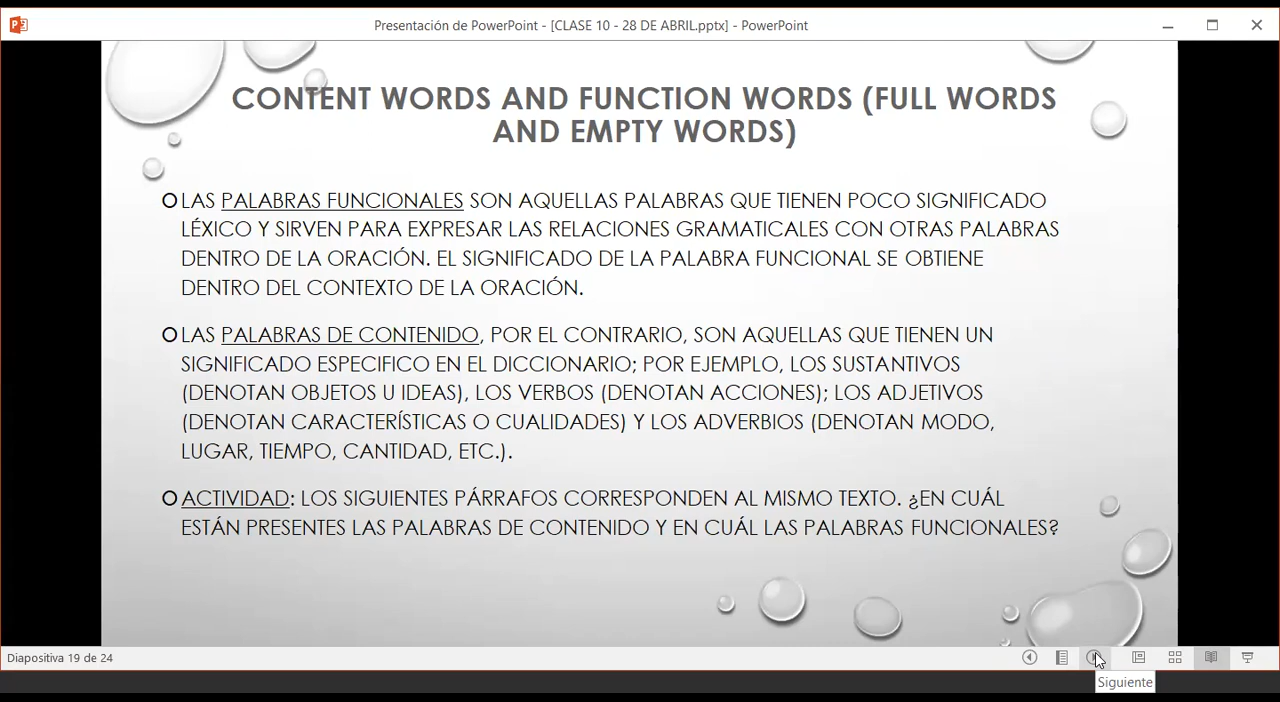 Presentación de PowerPoint - [CLASE 10 - 28 DE ABRIL.pptx] - PowerPoint
CONTENT WORDS AND FUNCTION WORDS (FULL WORDS
AND EMPTY WORDS)
LAS PALABRAS FUNCIONALES SON AQUELLAS PALABRAS QUE TIENEN POCO SIGNIFICADO
LÉXICO Y SIRVEN PARA EXPRESAR LAS RELACIONES GRAMATICALES CON OTRAS PALABRAS
DENTRO DE LA ORACIÓN. EL SIGNIFICADO DE LA PALABRA FUNCIONAL SE OBTIENE
DENTRO DEL CONTEXTO DE LA ORACIÓN.
LAS PALABRAS DE CONTENIDO, POR EL CONTRARIO, SON AQUELLAS QUE TIENEN UN
SIGNIFICADO ESPECIFICO EN EL DICCIONARIO; POR EJEMPLO, LOS SUSTANTIVOS
(DENOTAN OBJETOS U IDEAS), LOS VERBOS (DENOTAN ACCIONES); LOS ADJETIVOS
(DENOTAN CARACTERÍSTICAS O CUALIDADES) Y LOS ADVERBIOS (DENOTAN MODO,
LUGAR, TIEMPO, CANTIDAD, ETC.).
ACTIVIDAD: LOS SIGUIENTES PÁRRAFOS CORRESPONDEN AL MISMO TEXTO. ¿EN CUÁL
ESTÁN PRESENTES LAS PALABRAS DE CONTENIDO Y EN CUÁL LAS PALABRAS FUNCIONALES?
Diapositiva 19 de 24
Siguiente